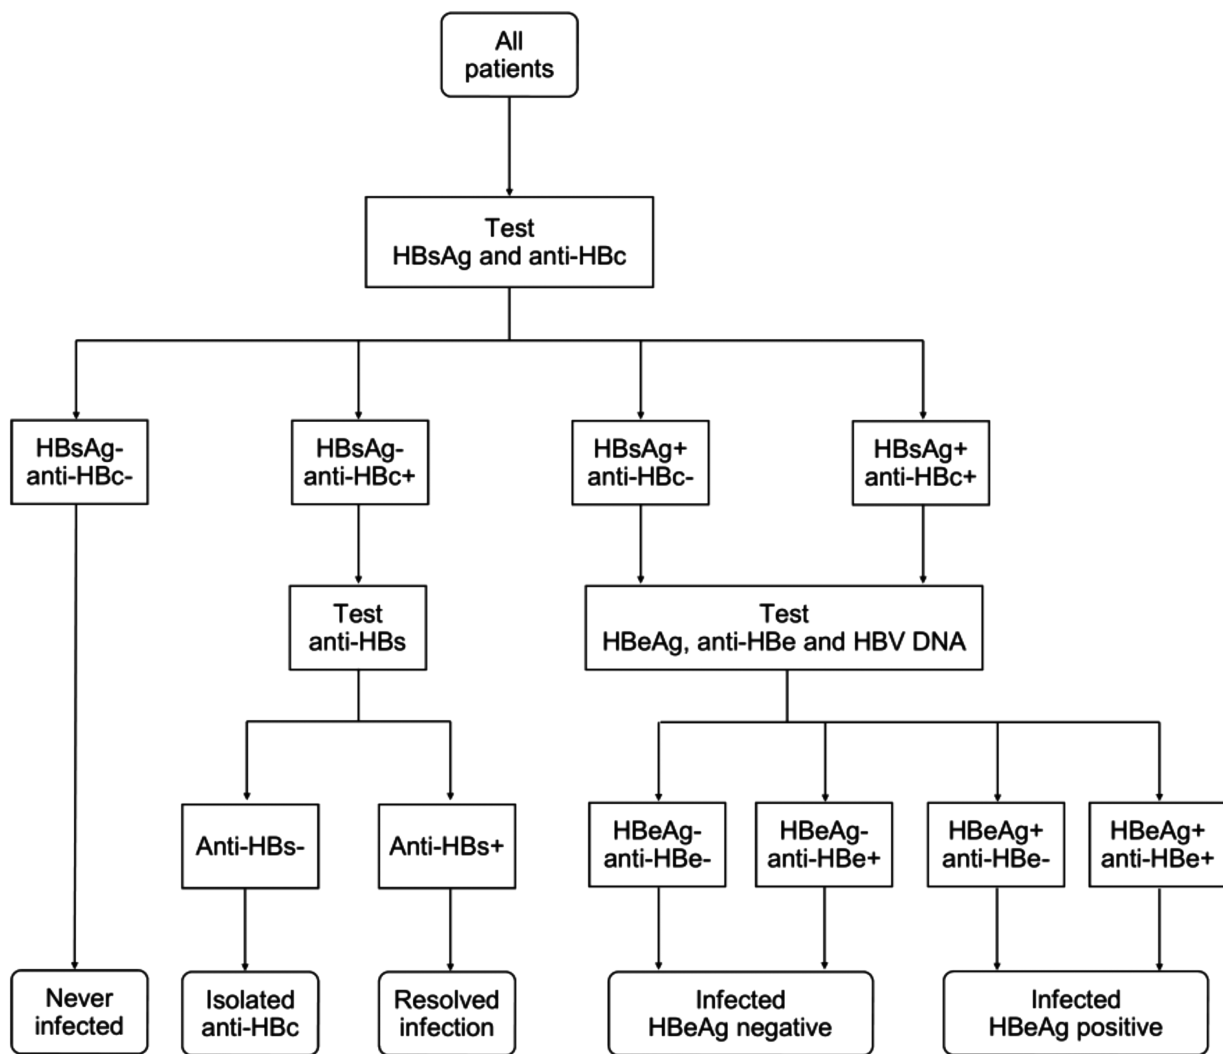 All
patients
Test
HBsAg and anti-HBc
HBsAg-
anti-HBc-
HBsAg-
anti-HBc+
HBsAg+
anti-HBc-
HBsAg+
anti-HBc+
Test
anti-HBs
Test
HBeAg, anti-HBe and HBV DNA
Anti-HBs-
Anti-HBs+
HBeAg-
anti-HBe-
HBeAg-
anti-HBe+
HBeAg+
anti-HBe-
HBeAg+
anti-HBe+
Never
infected
Isolated
anti-HBc
Resolved
infection
Infected
HBeAg negative
Infected
HBeAg positive